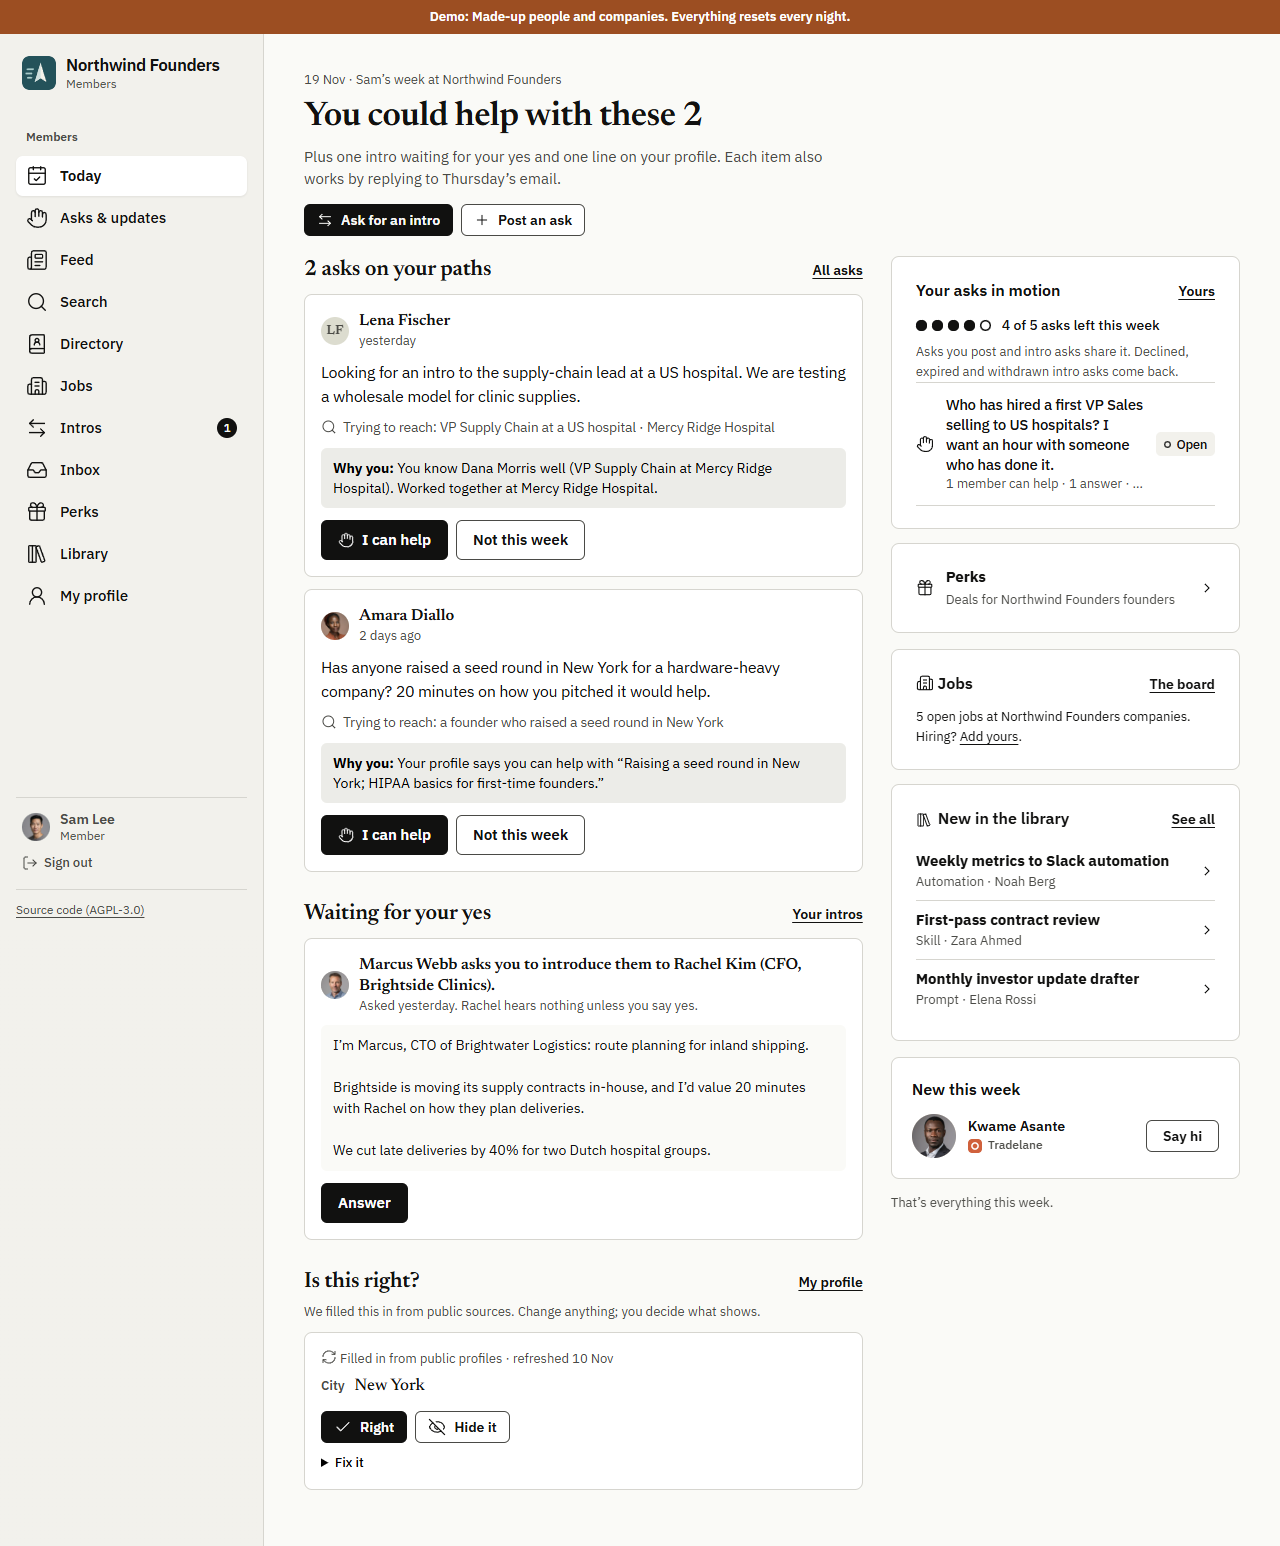 Demo: Made-up people and companies. Everything resets every night.
Northwind Founders
Members
Members
Today
Asks & updates
Feed
Search
Directory
Jobs
Intros
1
Inbox
Perks
Library
My profile
Sam Lee
Member
Sign out
Source code (AGPL-3.0)
19 Nov · Sam’s week at Northwind Founders
You could help with these 2
Plus one intro waiting for your yes and one line on your profile. Each item also
works by replying to Thursday’s email.
Ask for an intro
Post an ask
2 asks on your paths
All asks
LF
Lena Fischer
yesterday
Looking for an intro to the supply-chain lead at a US hospital. We are testing
a wholesale model for clinic supplies.
Trying to reach: VP Supply Chain at a US hospital · Mercy Ridge Hospital
Why you: You know Dana Morris well (VP Supply Chain at Mercy Ridge
Hospital). Worked together at Mercy Ridge Hospital.
I can help
Not this week
Amara Diallo
2 days ago
Has anyone raised a seed round in New York for a hardware-heavy
company? 20 minutes on how you pitched it would help.
Trying to reach: a founder who raised a seed round in New York
Why you: Your profile says you can help with “Raising a seed round in New
York; HIPAA basics for first-time founders.”
I can help
Not this week
Waiting for your yes
Your intros
Marcus Webb asks you to introduce them to Rachel Kim (CFO,
Brightside Clinics).
Asked yesterday. Rachel hears nothing unless you say yes.
I’m Marcus, CTO of Brightwater Logistics: route planning for inland shipping.
Brightside is moving its supply contracts in-house, and I’d value 20 minutes
with Rachel on how they plan deliveries.
We cut late deliveries by 40% for two Dutch hospital groups.
Answer
Is this right?
My profile
We filled this in from public sources. Change anything; you decide what shows.
Filled in from public profiles · refreshed 10 Nov
City New York
Right
Hide it
Fix it
Your asks in motion
Yours
4 of 5 asks left this week
Asks you post and intro asks share it. Declined,
expired and withdrawn intro asks come back.
Who has hired a first VP Sales
selling to US hospitals? I
want an hour with someone
who has done it.
1 member can help · 1 answer · …
Open
Perks
Deals for Northwind Founders founders
Jobs
The board
5 open jobs at Northwind Founders companies.
Hiring? Add yours.
New in the library
See all
Weekly metrics to Slack automation
Automation · Noah Berg
First-pass contract review
Skill · Zara Ahmed
Monthly investor update drafter
Prompt · Elena Rossi
New this week
Kwame Asante
Tradelane
Say hi
That’s everything this week.